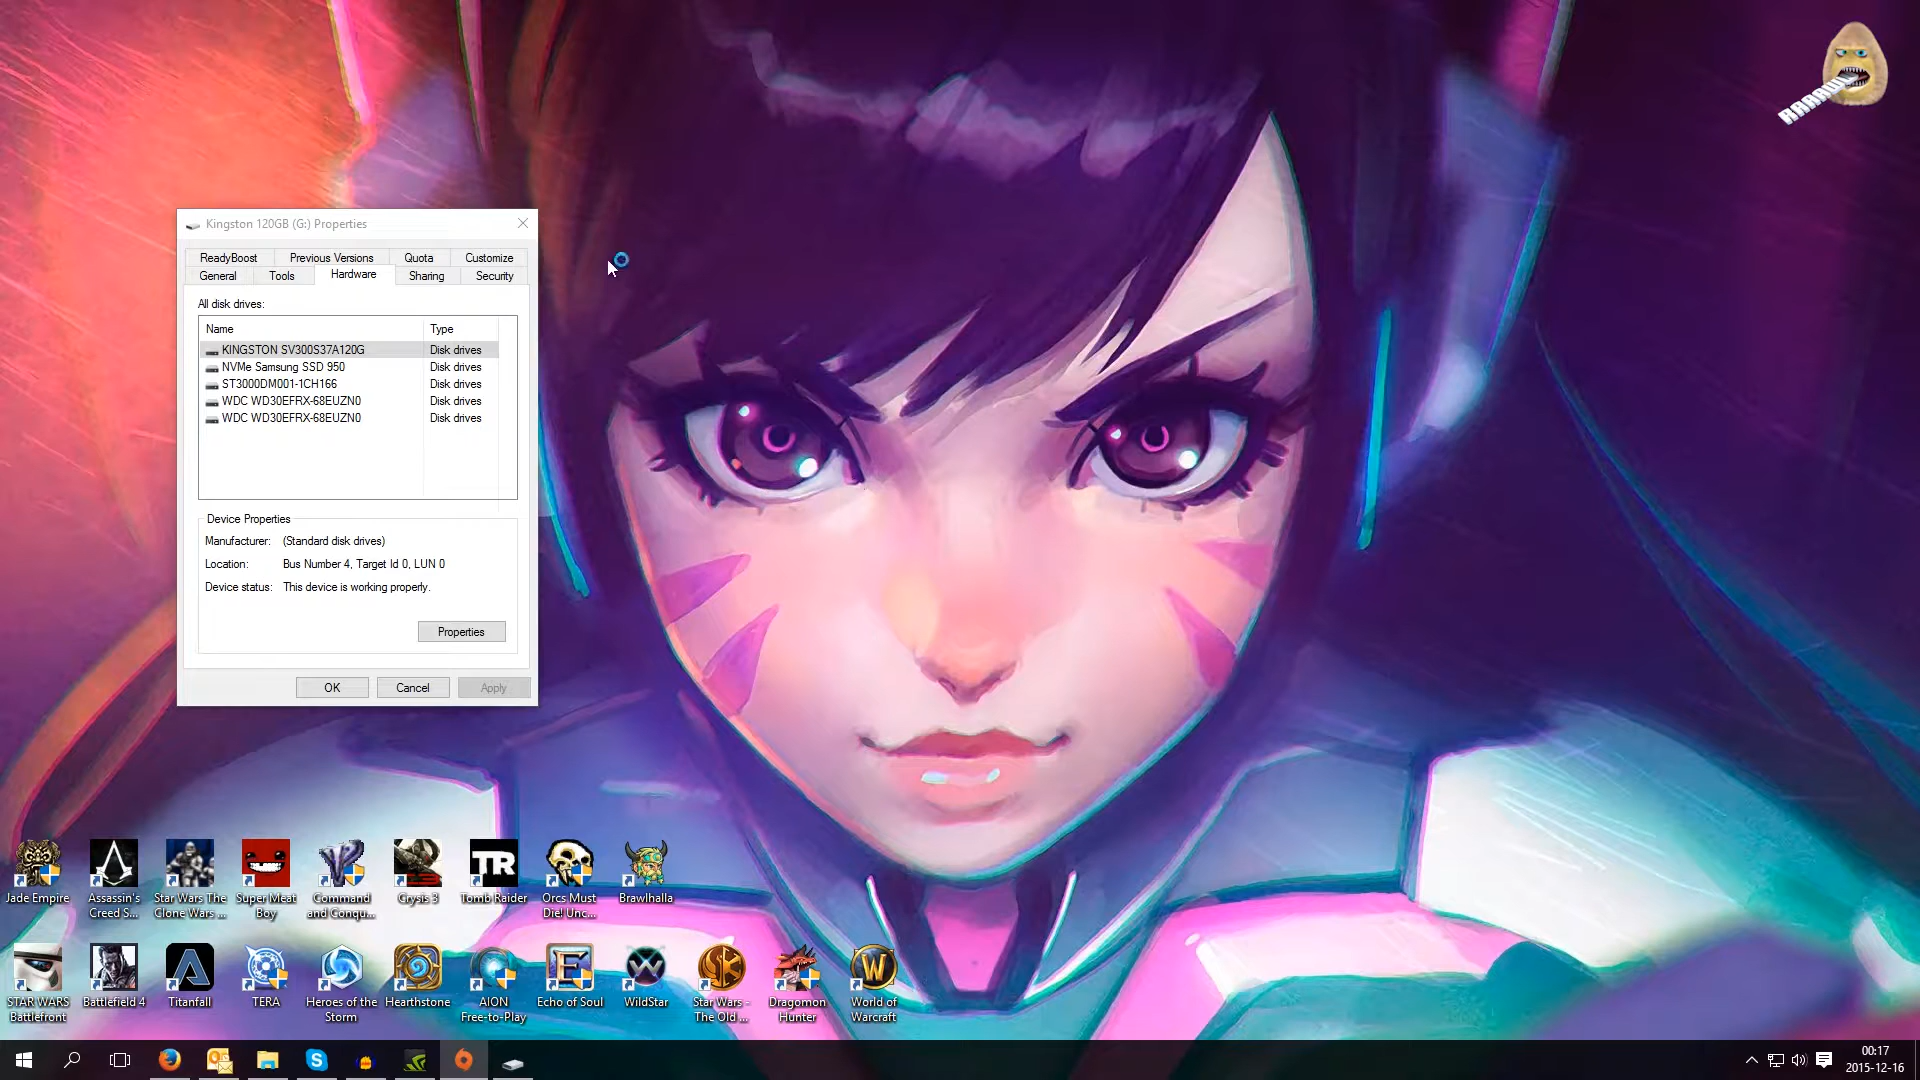 RRRRAWL
Kingston 120GB (G:) Properties
ReadyBoost Previous Versions Quota Customize
General Tools Hardware Sharing Security
All disk drives:
Name Type
KINGSTON SV300S37A120G Disk drives
NVMe Samsung SSD 950 Disk drives
ST3000DM001-1CH166 Disk drives
WDC WD30EFRX-68EUZN0 Disk drives
WDC WD30EFRX-68EUZN0 Disk drives
Device Properties
Manufacturer: (Standard disk drives)
Location: Bus Number 4, Target Id 0, LUN 0
Device status: This device is working properly.
Properties
OK Cancel Apply
TR
Jade Empire
Assassin's
Creed S...
Star Wars The
Clone Wars ...
Super Meat
Boy
Command
and Conqu...
Crysis 3
Tomb Raider
Orcs Must
Die! Unc...
Brawlhalla
STAR WARS
Battlefront
Battlefield 4
Titanfall
TERA
Heroes of the
Storm
Hearthstone
AION
Free-to-Play
Echo of Soul
WildStar
Star Wars -
The Old ...
Dragomon
Hunter
World of
Warcraft
00:17
2015-12-16